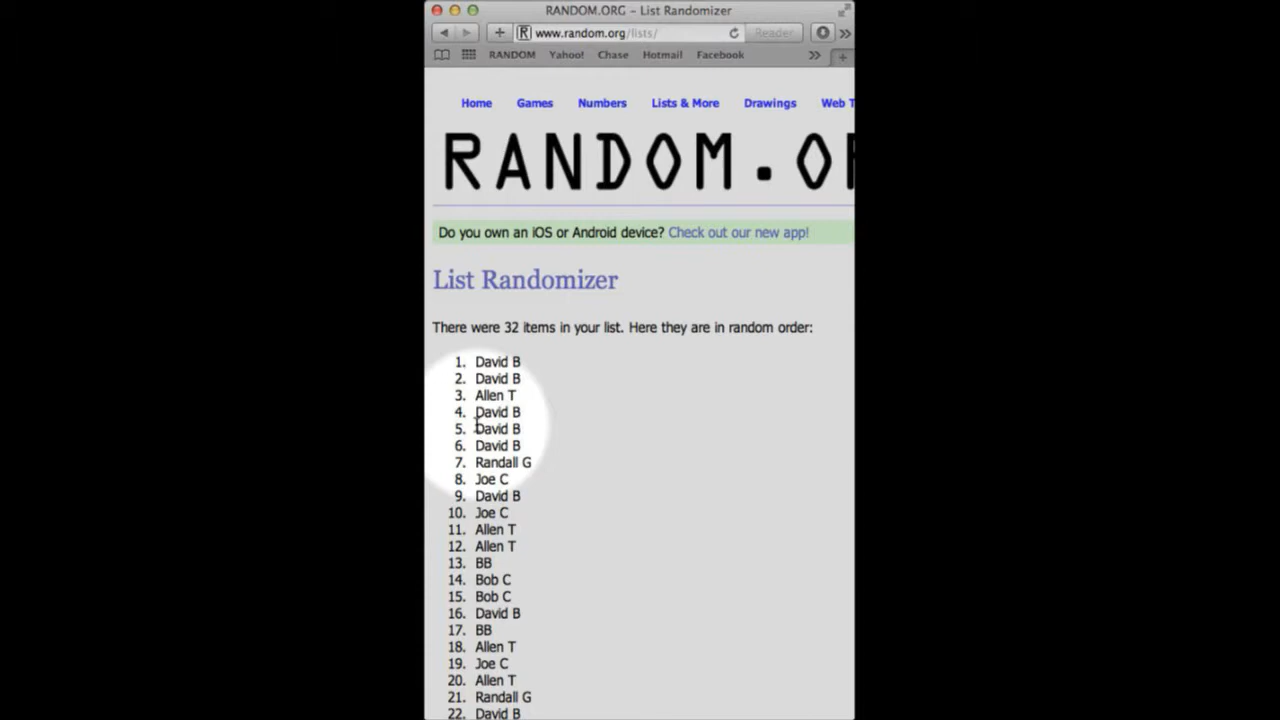 RANDOM.ORG – List Randomizer
R www.random.org/lists/ Reader
RANDOM Yahoo! Chase Hotmail Facebook
Home Games Numbers Lists & More Drawings Web T
RANDOM.OR
Do you own an iOS or Android device? Check out our new app!
List Randomizer
There were 32 items in your list. Here they are in random order:
1. David B
2. David B
3. Allen T
4. David B
5. David B
6. David B
7. Randall G
8. Joe C
9. David B
10. Joe C
11. Allen T
12. Allen T
13. BB
14. Bob C
15. Bob C
16. David B
17. BB
18. Allen T
19. Joe C
20. Allen T
21. Randall G
22. David B